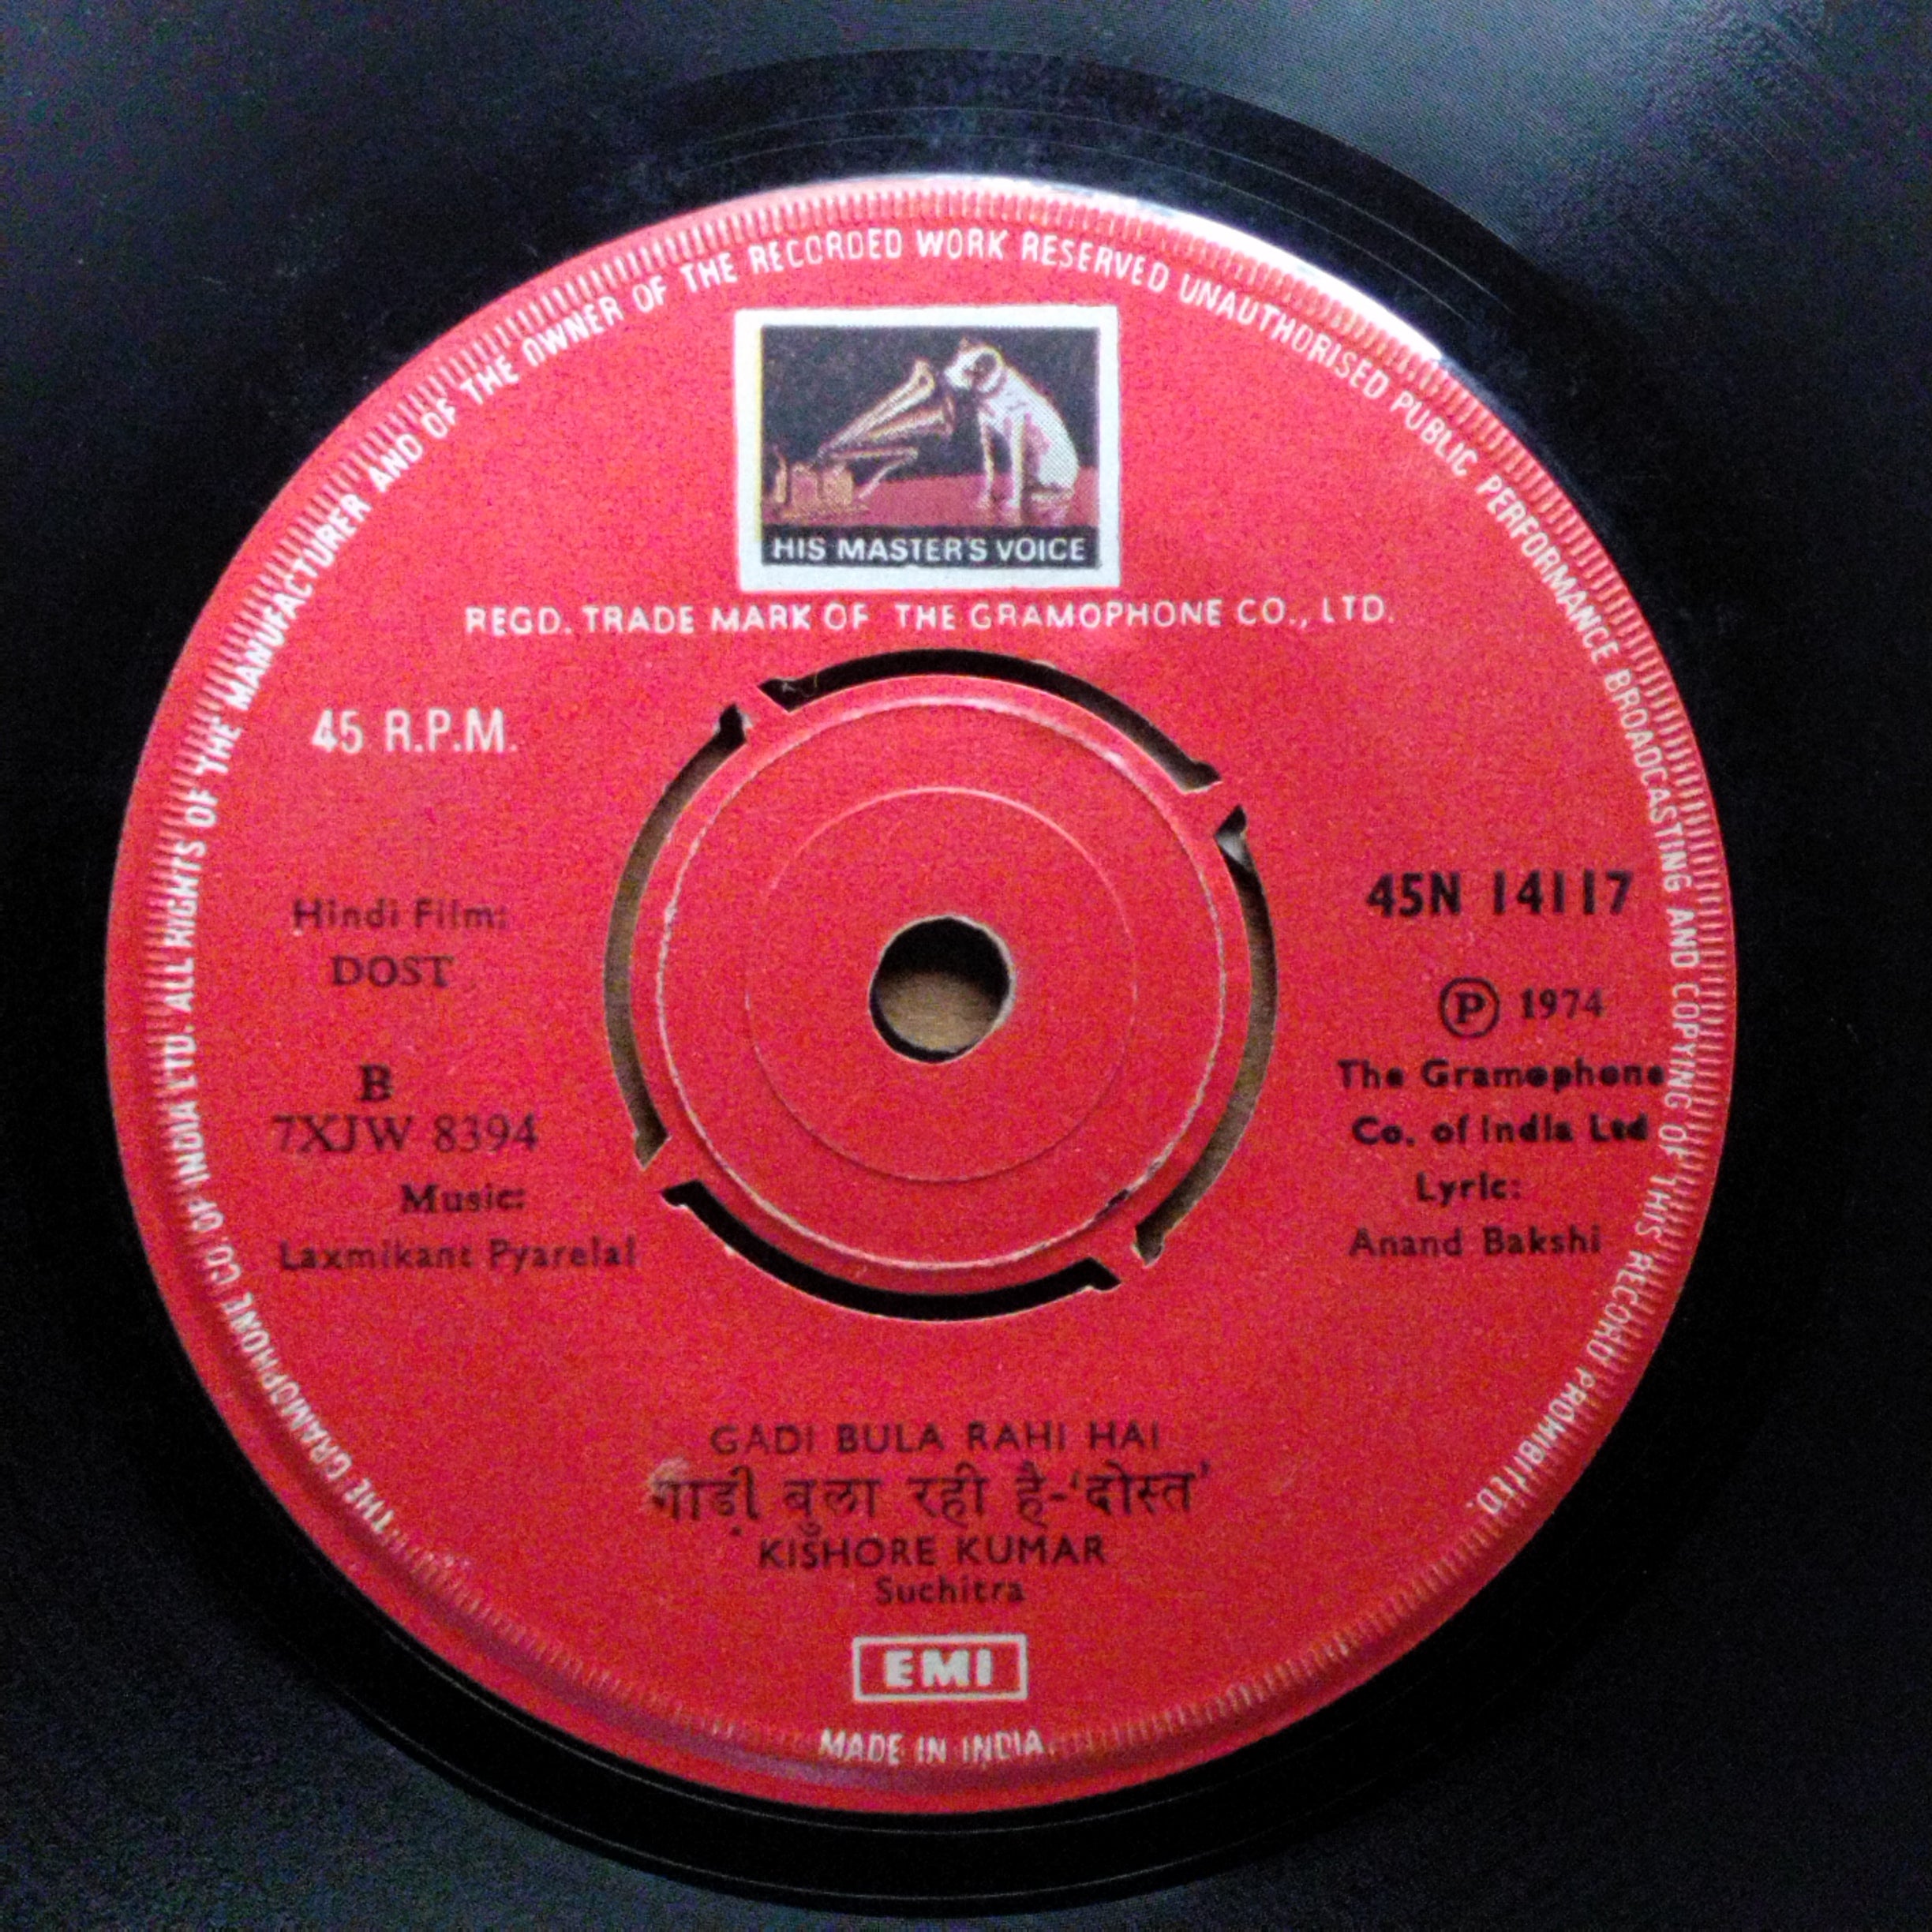 THE GRAMOPHONE CO. OF INDIA LTD. ALL RIGHTS OF THE MANUFACTURER AND OF THE OWNER OF THE RECORDED WORK RESERVED UNAUTHORISED PUBLIC PERFORMANCE BROADCASTING AND COPYING OF THIS RECORD PROHIBITED.
HIS MASTER'S VOICE
REGD. TRADE MARK OF THE GRAMOPHONE CO., LTD.
45 R.P.M.
Hindi Film:
DOST
B
7XJW 8394
Music:
Laxmikant Pyarelal
45N 14117
Ⓟ 1974
The Gramophone
Co. of India Ltd
Lyric:
Anand Bakshi
GADI BULA RAHI HAI
गाड़ी बुला रही है-'दोस्त'
KISHORE KUMAR
Suchitra
EMI
MADE IN INDIA.